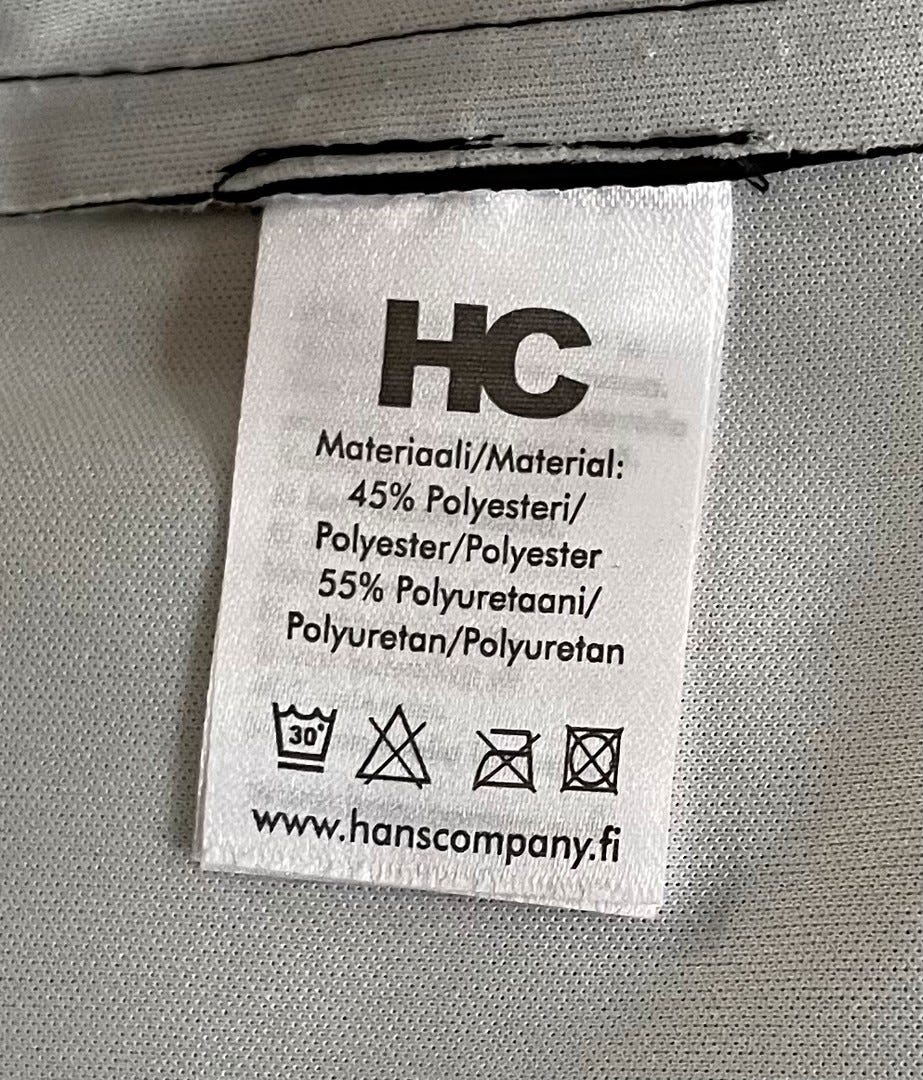 HC
Materiaali/Material:
45% Polyesteri/
Polyester/Polyester
55% Polyuretaani/
Polyuretan/Polyuretan
30°
www.hanscompany.fi